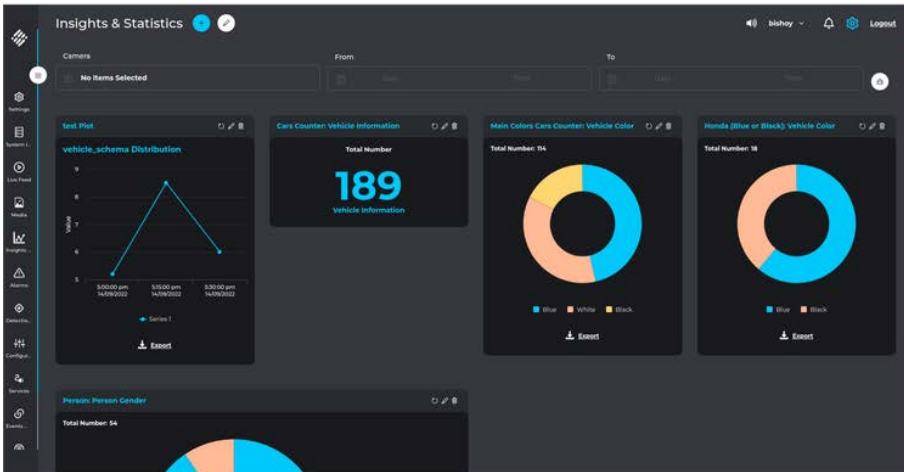 Insights & Statistics
bishoy
Logout
Camera
From
To
No Items Selected
Date
Time
Date
Time
Settings
System i...
Live Feed
Media
Insights ...
Alarms
Detectio...
Configur...
Services
Events...
test Plot
vehicle_schema Distribution
Value
9
8
7
6
5
5:00:00 pm
14/09/2022
5:15:00 pm
14/09/2022
5:30:00 pm
14/09/2022
Series 1
Export
Cars Counter: Vehicle Information
Total Number
189
Vehicle Information
Main Colors Cars Counter: Vehicle Color
Total Number: 114
Blue
White
Black
Export
Honda (Blue or Black): Vehicle Color
Total Number: 18
Blue
Black
Export
Person: Person Gender
Total Number: 54